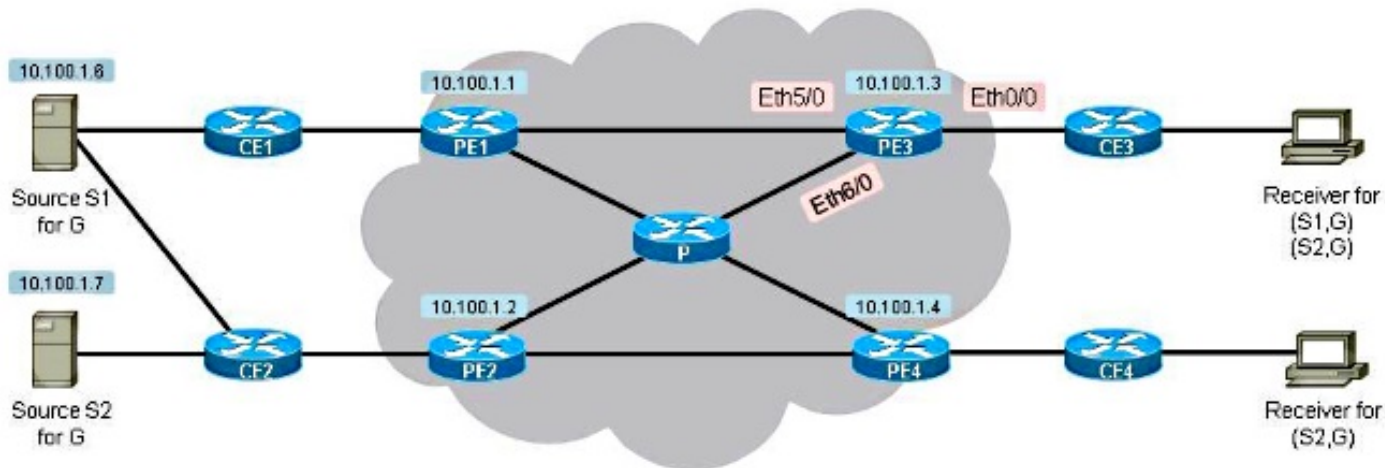 10.100.1.6
Source S1
for G
CE1
10.100.1.1
PE1
Eth5/0
10.100.1.3
PE3
Eth0/0
CE3
Receiver for
(S1,G)
(S2,G)
Eth6/0
P
10.100.1.7
Source S2
for G
CE2
10.100.1.2
PE2
10.100.1.4
PE4
CE4
Receiver for
(S2,G)